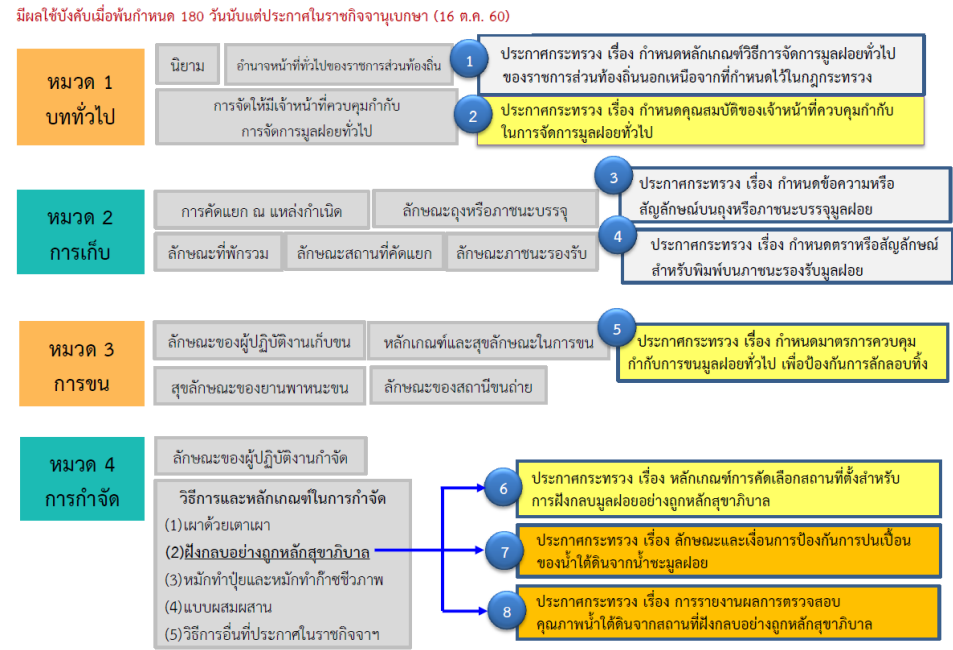 มีผลใช้บังคับเมื่อพ้นกำหนด 180 วันนับแต่ประกาศในราชกิจจานุเบกษา (16 ต.ค. 60)
หมวด 1
บททั่วไป
นิยาม
อำนาจหน้าที่ทั่วไปของราชการส่วนท้องถิ่น
1
ประกาศกระทรวง เรื่อง กำหนดหลักเกณฑ์วิธีการจัดการมูลฝอยทั่วไป
ของราชการส่วนท้องถิ่นนอกเหนือจากที่กำหนดไว้ในกฎกระทรวง
การจัดให้มีเจ้าหน้าที่ควบคุมกำกับ
การจัดการมูลฝอยทั่วไป
2
ประกาศกระทรวง เรื่อง กำหนดคุณสมบัติของเจ้าหน้าที่ควบคุมกำกับ
ในการจัดการมูลฝอยทั่วไป
หมวด 2
การเก็บ
การคัดแยก ณ แหล่งกำเนิด
ลักษณะถุงหรือภาชนะบรรจุ
3
ประกาศกระทรวง เรื่อง กำหนดข้อความหรือ
สัญลักษณ์บนถุงหรือภาชนะบรรจุมูลฝอย
ลักษณะที่พักรวม
ลักษณะสถานที่คัดแยก
ลักษณะภาชนะรองรับ
4
ประกาศกระทรวง เรื่อง กำหนดตราหรือสัญลักษณ์
สำหรับพิมพ์บนภาชนะรองรับมูลฝอย
หมวด 3
การขน
ลักษณะของผู้ปฏิบัติงานเก็บขน
หลักเกณฑ์และสุขลักษณะในการขน
5
ประกาศกระทรวง เรื่อง กำหนดมาตรการควบคุม
กำกับการขนมูลฝอยทั่วไป เพื่อป้องกันการลักลอบทิ้ง
สุขลักษณะของยานพาหนะขน
ลักษณะของสถานีขนถ่าย
หมวด 4
การกำจัด
ลักษณะของผู้ปฏิบัติงานกำจัด
วิธีการและหลักเกณฑ์ในการกำจัด
(1)เผาด้วยเตาเผา
(2)ฝังกลบอย่างถูกหลักสุขาภิบาล
(3)หมักทำปุ๋ยและหมักทำก๊าซชีวภาพ
(4)แบบผสมผสาน
(5)วิธีการอื่นที่ประกาศในราชกิจจาฯ
6
ประกาศกระทรวง เรื่อง หลักเกณฑ์การคัดเลือกสถานที่ตั้งสำหรับ
การฝังกลบมูลฝอยอย่างถูกหลักสุขาภิบาล
7
ประกาศกระทรวง เรื่อง ลักษณะและเงื่อนการป้องกันการปนเปื้อน
ของน้ำใต้ดินจากน้ำชะมูลฝอย
8
ประกาศกระทรวง เรื่อง การรายงานผลการตรวจสอบ
คุณภาพน้ำใต้ดินจากสถานที่ฝังกลบอย่างถูกหลักสุขาภิบาล